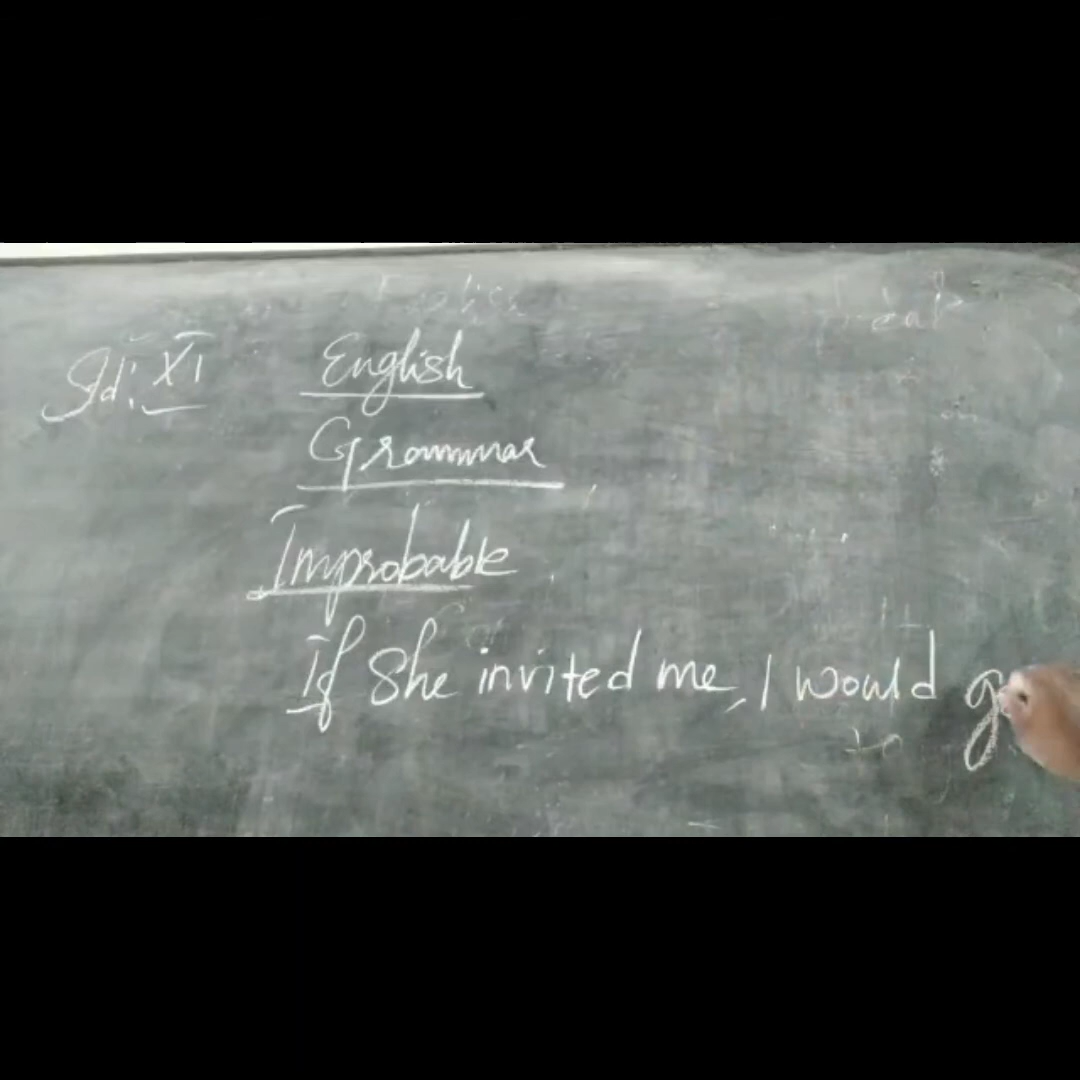 Std: XI
English
Grammar
Improbable
If She invited me, I would g